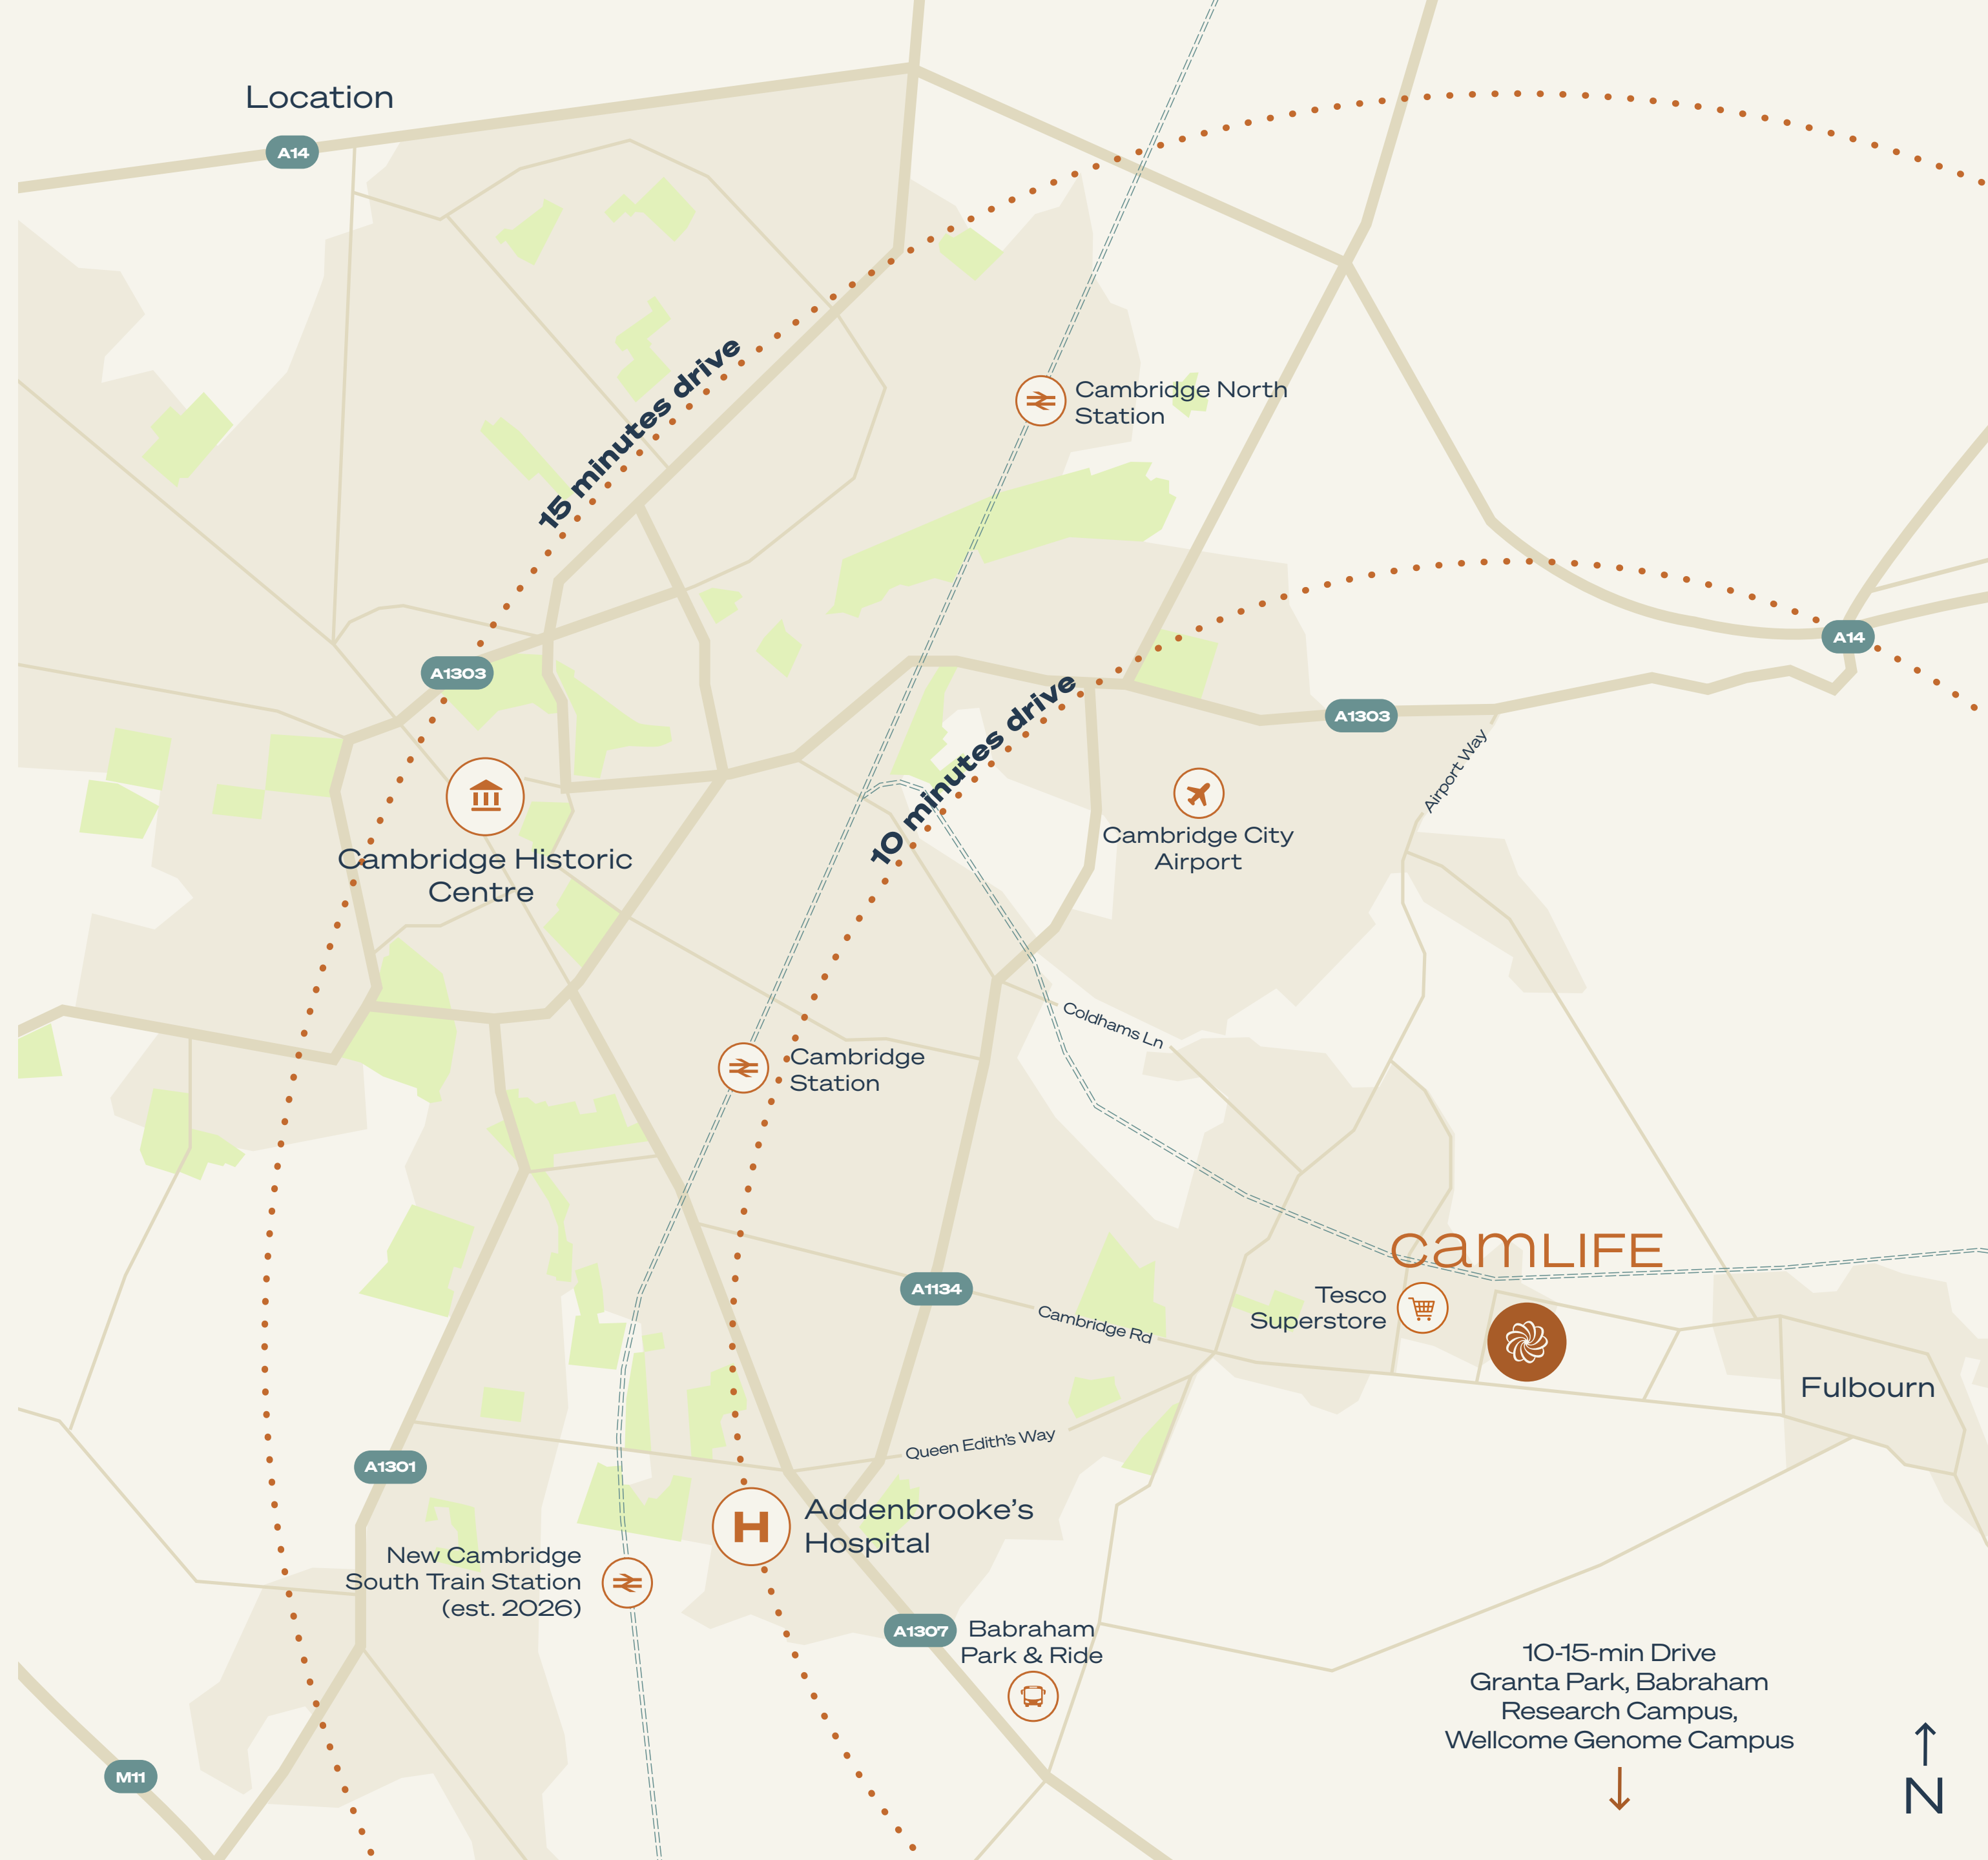 Location
A14
15 minutes drive
Cambridge North
Station
A14
A1303
10 minutes drive
A1303
Airport Way
Cambridge City
Airport
Cambridge Historic
Centre
Coldhams Ln
Cambridge
Station
camLIFE
A1134
Tesco
Superstore
Cambridge Rd
Fulbourn
Queen Edith's Way
A1301
Addenbrooke's
H
Hospital
New Cambridge
South Train Station
(est. 2026)
A1307
Babraham
Park & Ride
10-15-min Drive
Granta Park, Babraham
Research Campus,
Wellcome Genome Campus
M11
N